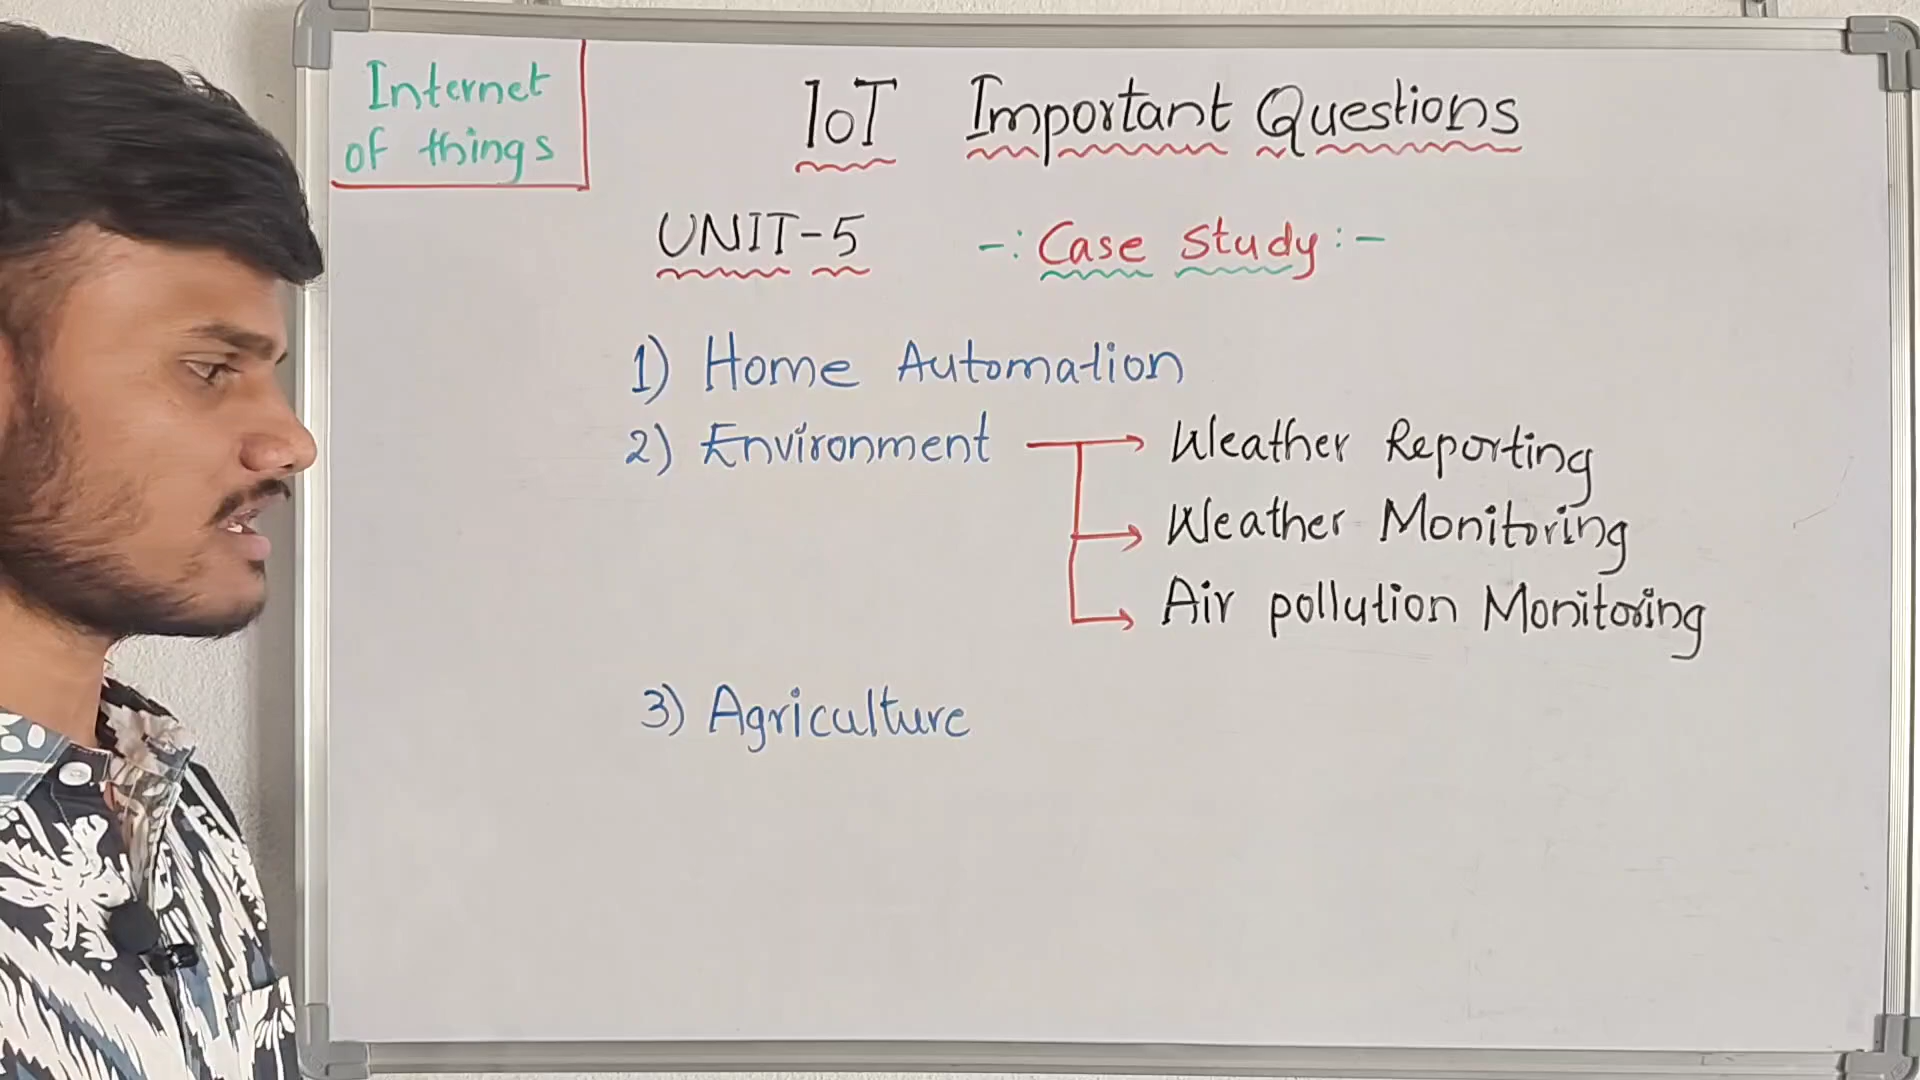 Internet
of things
IoT Important Questions
UNIT-5 -: Case Study :-
1) Home Automation
2) Environment → Weather Reporting
→ Weather Monitoring
→ Air pollution Monitoring
3) Agriculture